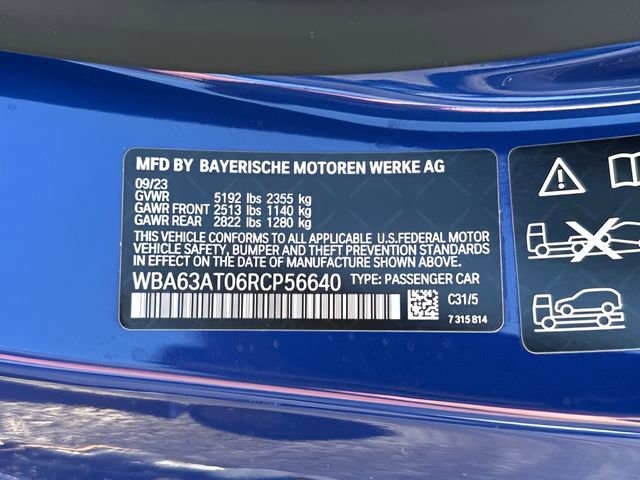 MFD BY BAYERISCHE MOTOREN WERKE AG
09/23
GVWR 5192 lbs 2355 kg
GAWR FRONT 2513 lbs 1140 kg
GAWR REAR 2822 lbs 1280 kg
THIS VEHICLE CONFORMS TO ALL APPLICABLE U.S.FEDERAL MOTOR
VEHICLE SAFETY, BUMPER AND THEFT PREVENTION STANDARDS
IN EFFECT ON THE DATE OF MANUFACTURE SHOWN ABOVE.
WBA63AT06RCP56640 TYPE: PASSENGER CAR
C31/5
7 315 814